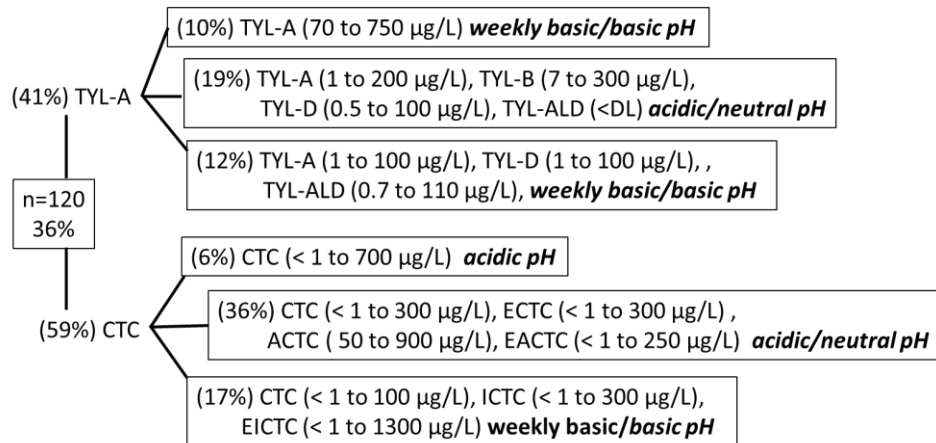 (10%) TYL-A (70 to 750 µg/L) weekly basic/basic pH
(19%) TYL-A (1 to 200 µg/L), TYL-B (7 to 300 µg/L),
TYL-D (0.5 to 100 µg/L), TYL-ALD (<DL) acidic/neutral pH
(41%) TYL-A
(12%) TYL-A (1 to 100 µg/L), TYL-D (1 to 100 µg/L), ,
TYL-ALD (0.7 to 110 µg/L), weekly basic/basic pH
n=120
36%
(6%) CTC (< 1 to 700 µg/L) acidic pH
(59%) CTC
(36%) CTC (< 1 to 300 µg/L), ECTC (< 1 to 300 µg/L) ,
ACTC ( 50 to 900 µg/L), EACTC (< 1 to 250 µg/L) acidic/neutral pH
(17%) CTC (< 1 to 100 µg/L), ICTC (< 1 to 300 µg/L),
EICTC (< 1 to 1300 µg/L) weekly basic/basic pH